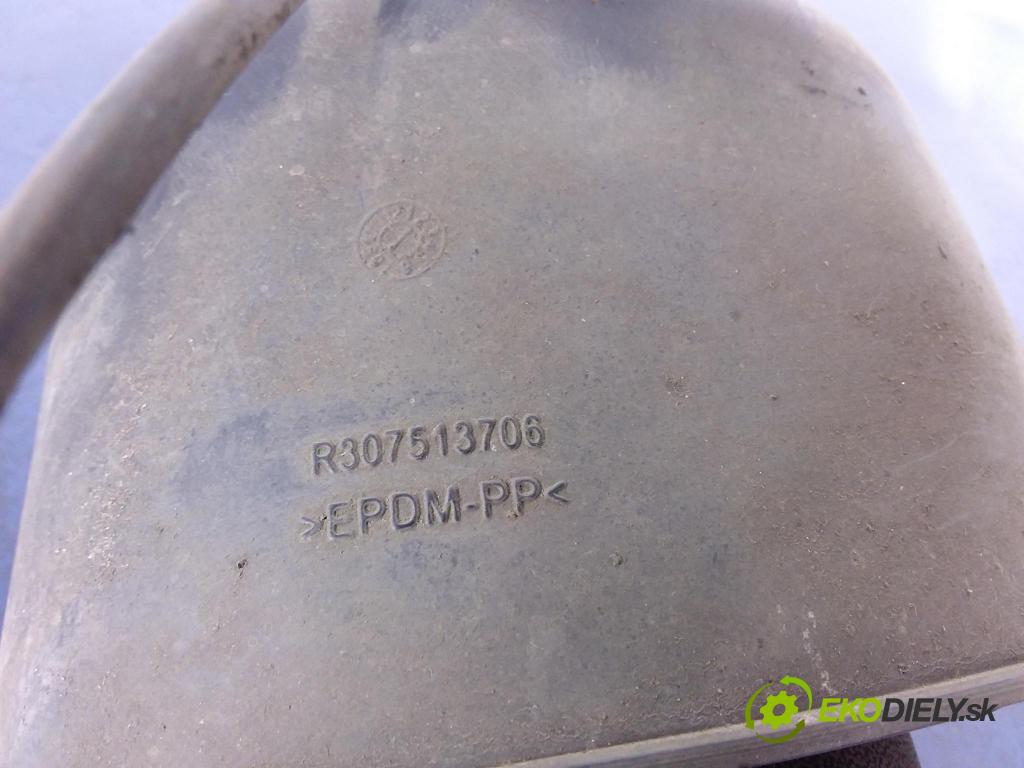 R307513706
>EPDM-PP<
EKODIELY.sk